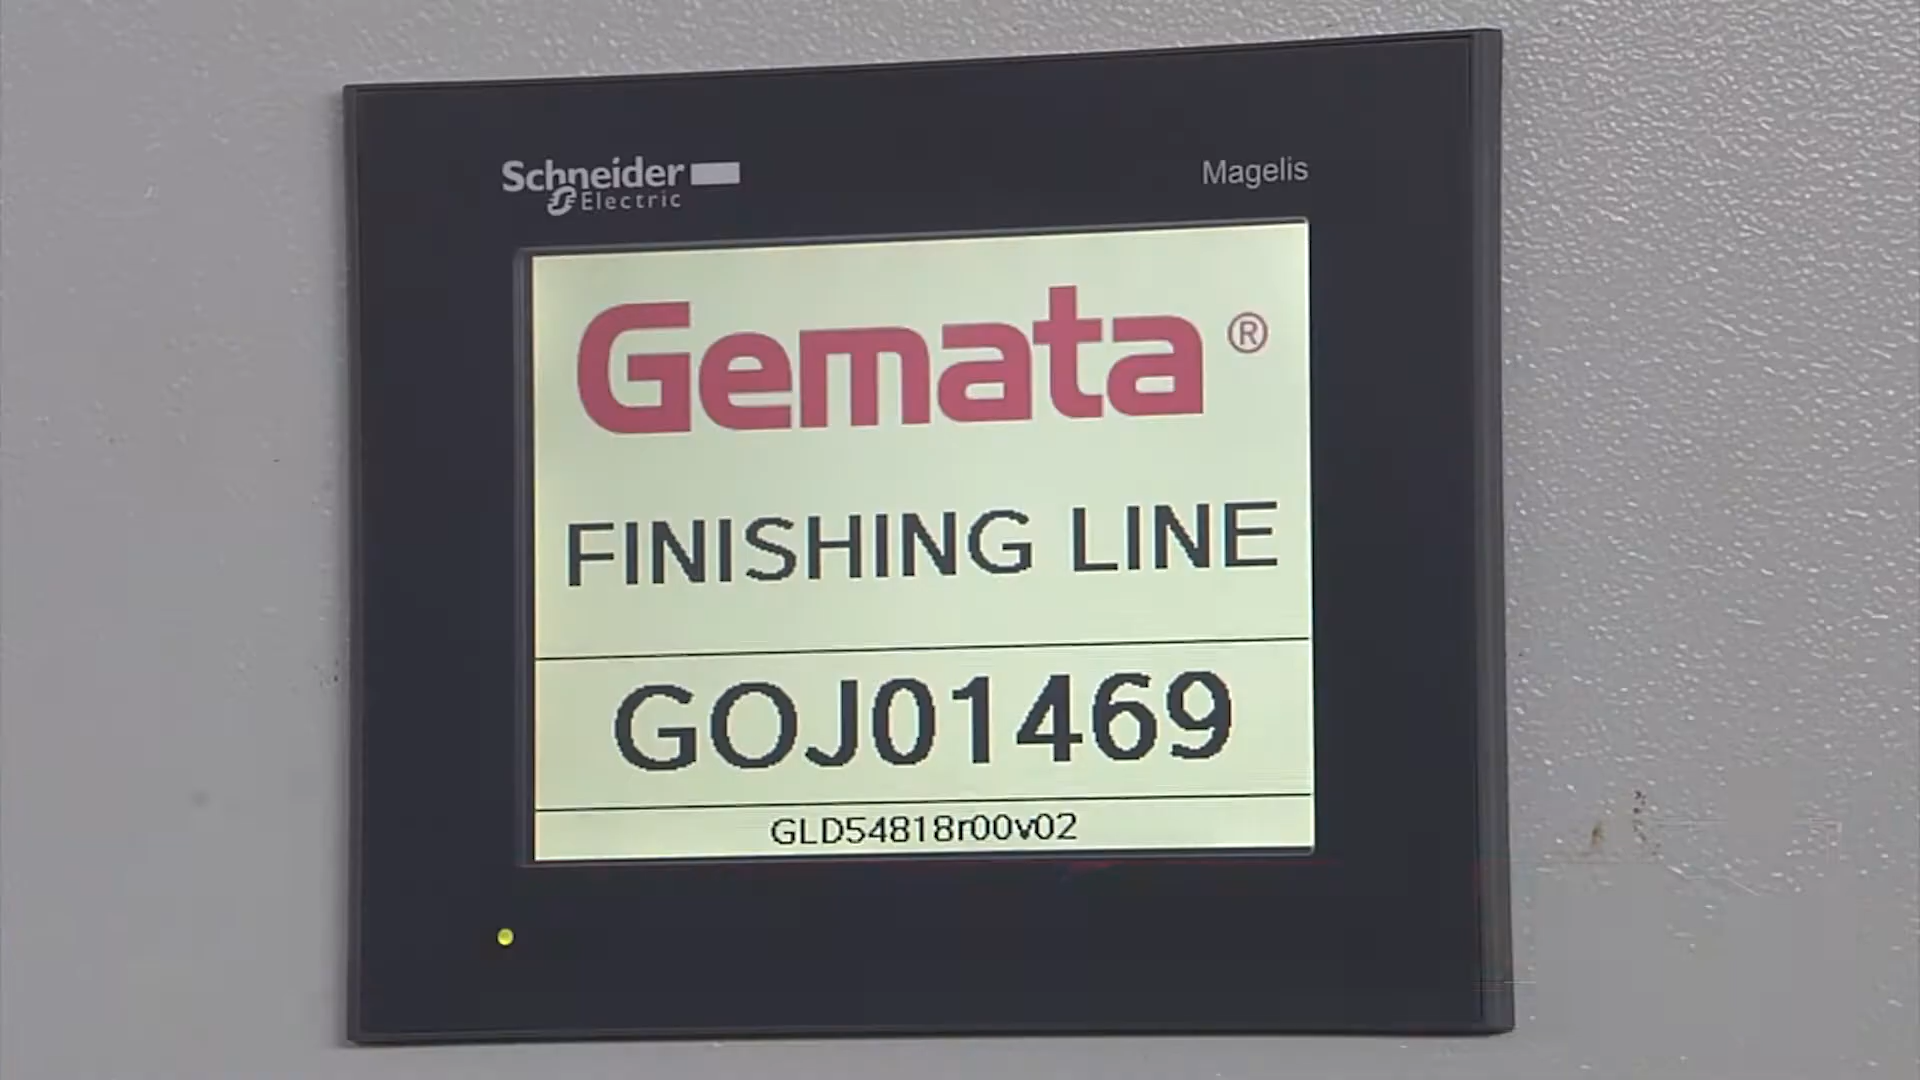 Schneider
Electric
Magelis
Gemata ®
FINISHING LINE
GOJ01469
GLD54818r00v02